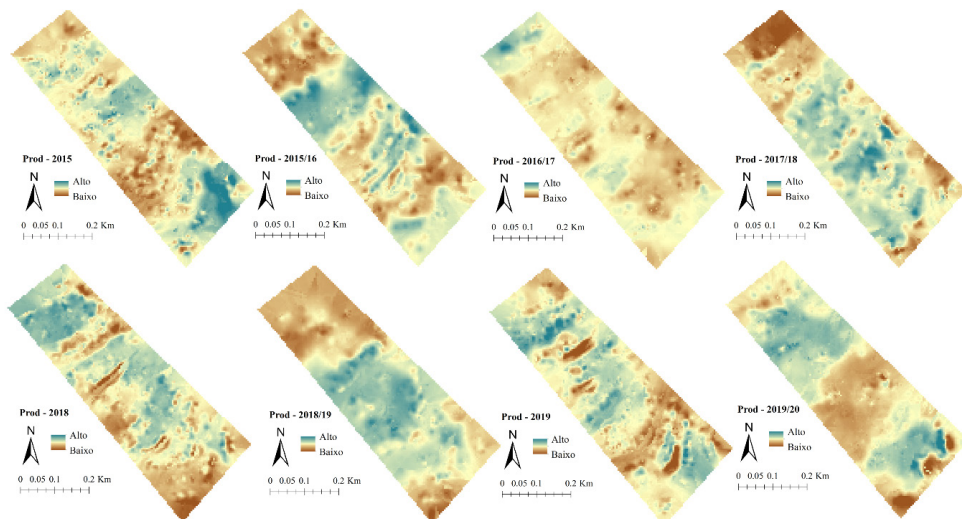 Prod - 2015
N
Alto
Baixo
0 0.05 0.1 0.2 Km
Prod - 2015/16
N
Alto
Baixo
0 0.05 0.1 0.2 Km
Prod - 2016/17
N
Alto
Baixo
0 0.05 0.1 0.2 Km
Prod - 2017/18
N
Alto
Baixo
0 0.05 0.1 0.2 Km
Prod - 2018
N
Alto
Baixo
0 0.05 0.1 0.2 Km
Prod - 2018/19
N
Alto
Baixo
0 0.05 0.1 0.2 Km
Prod - 2019
N
Alto
Baixo
0 0.05 0.1 0.2 Km
Prod - 2019/20
N
Alto
Baixo
0 0.05 0.1 0.2 Km